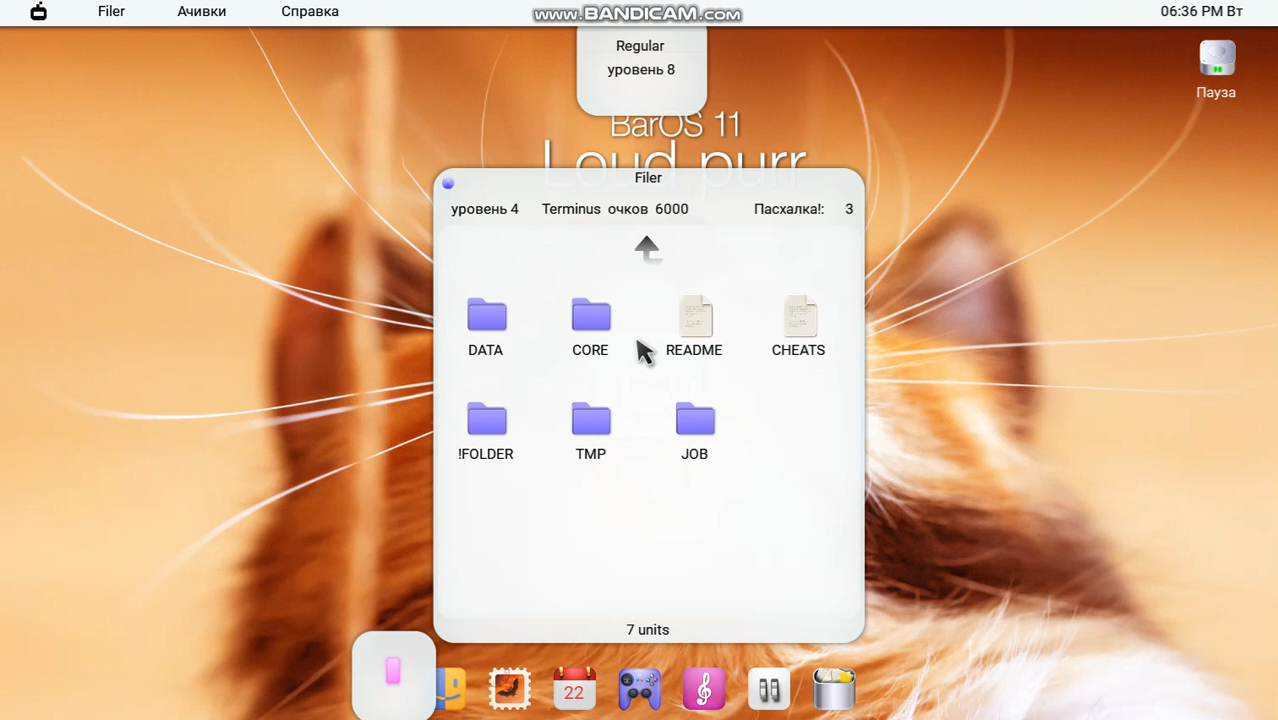 Filer Ачивки Справка www.BANDICAM.com 06:36 PM Вт
Regular
уровень 8
Пауза
BarOS 11
Loud purr
Filer
уровень 4 Terminus очков 6000 Пасхалка!: 3
DATA CORE README CHEATS
!FOLDER TMP JOB
7 units
22